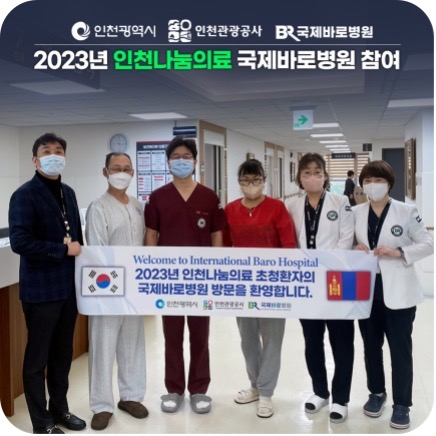 인천광역시 인천관광공사 BR국제바로병원
2023년 인천나눔의료 국제바로병원 참여
Welcome to International Baro Hospital
2023년 인천나눔의료 초청환자의
국제바로병원 방문을 환영합니다.
인천광역시 인천관광공사 BR국제바로병원